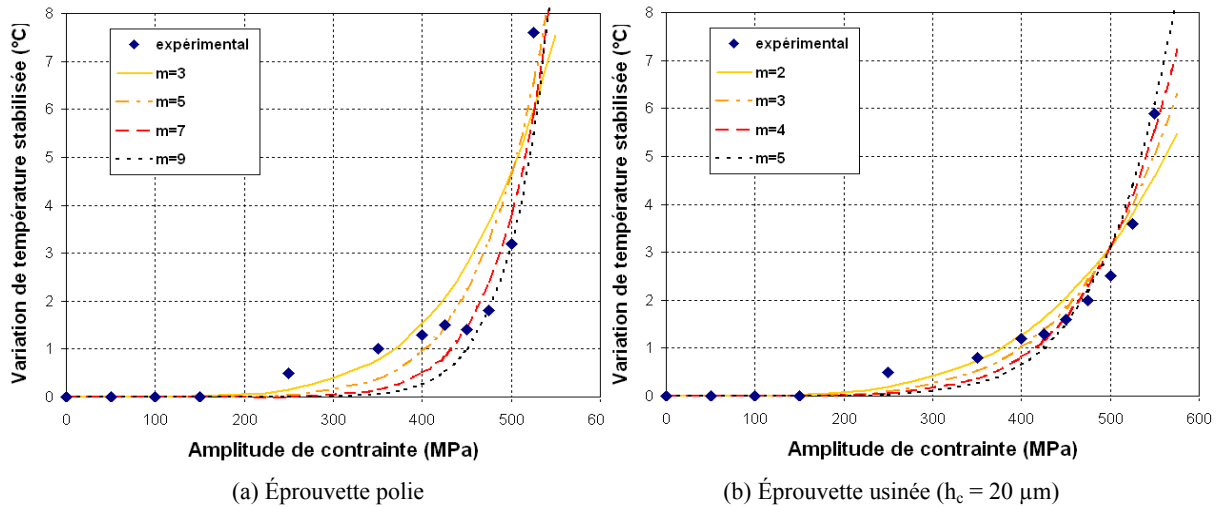 Variation de température stabilisée (°C)
8
7
6
5
4
3
2
1
0
expérimental
m=3
m=5
m=7
m=9
0 100 200 300 400 500 60
Amplitude de contrainte (MPa)
(a) Éprouvette polie
Variation de température stabilisée (°C)
8
7
6
5
4
3
2
1
0
expérimental
m=2
m=3
m=4
m=5
0 100 200 300 400 500 600
Amplitude de contrainte (MPa)
(b) Éprouvette usinée (hc = 20 µm)